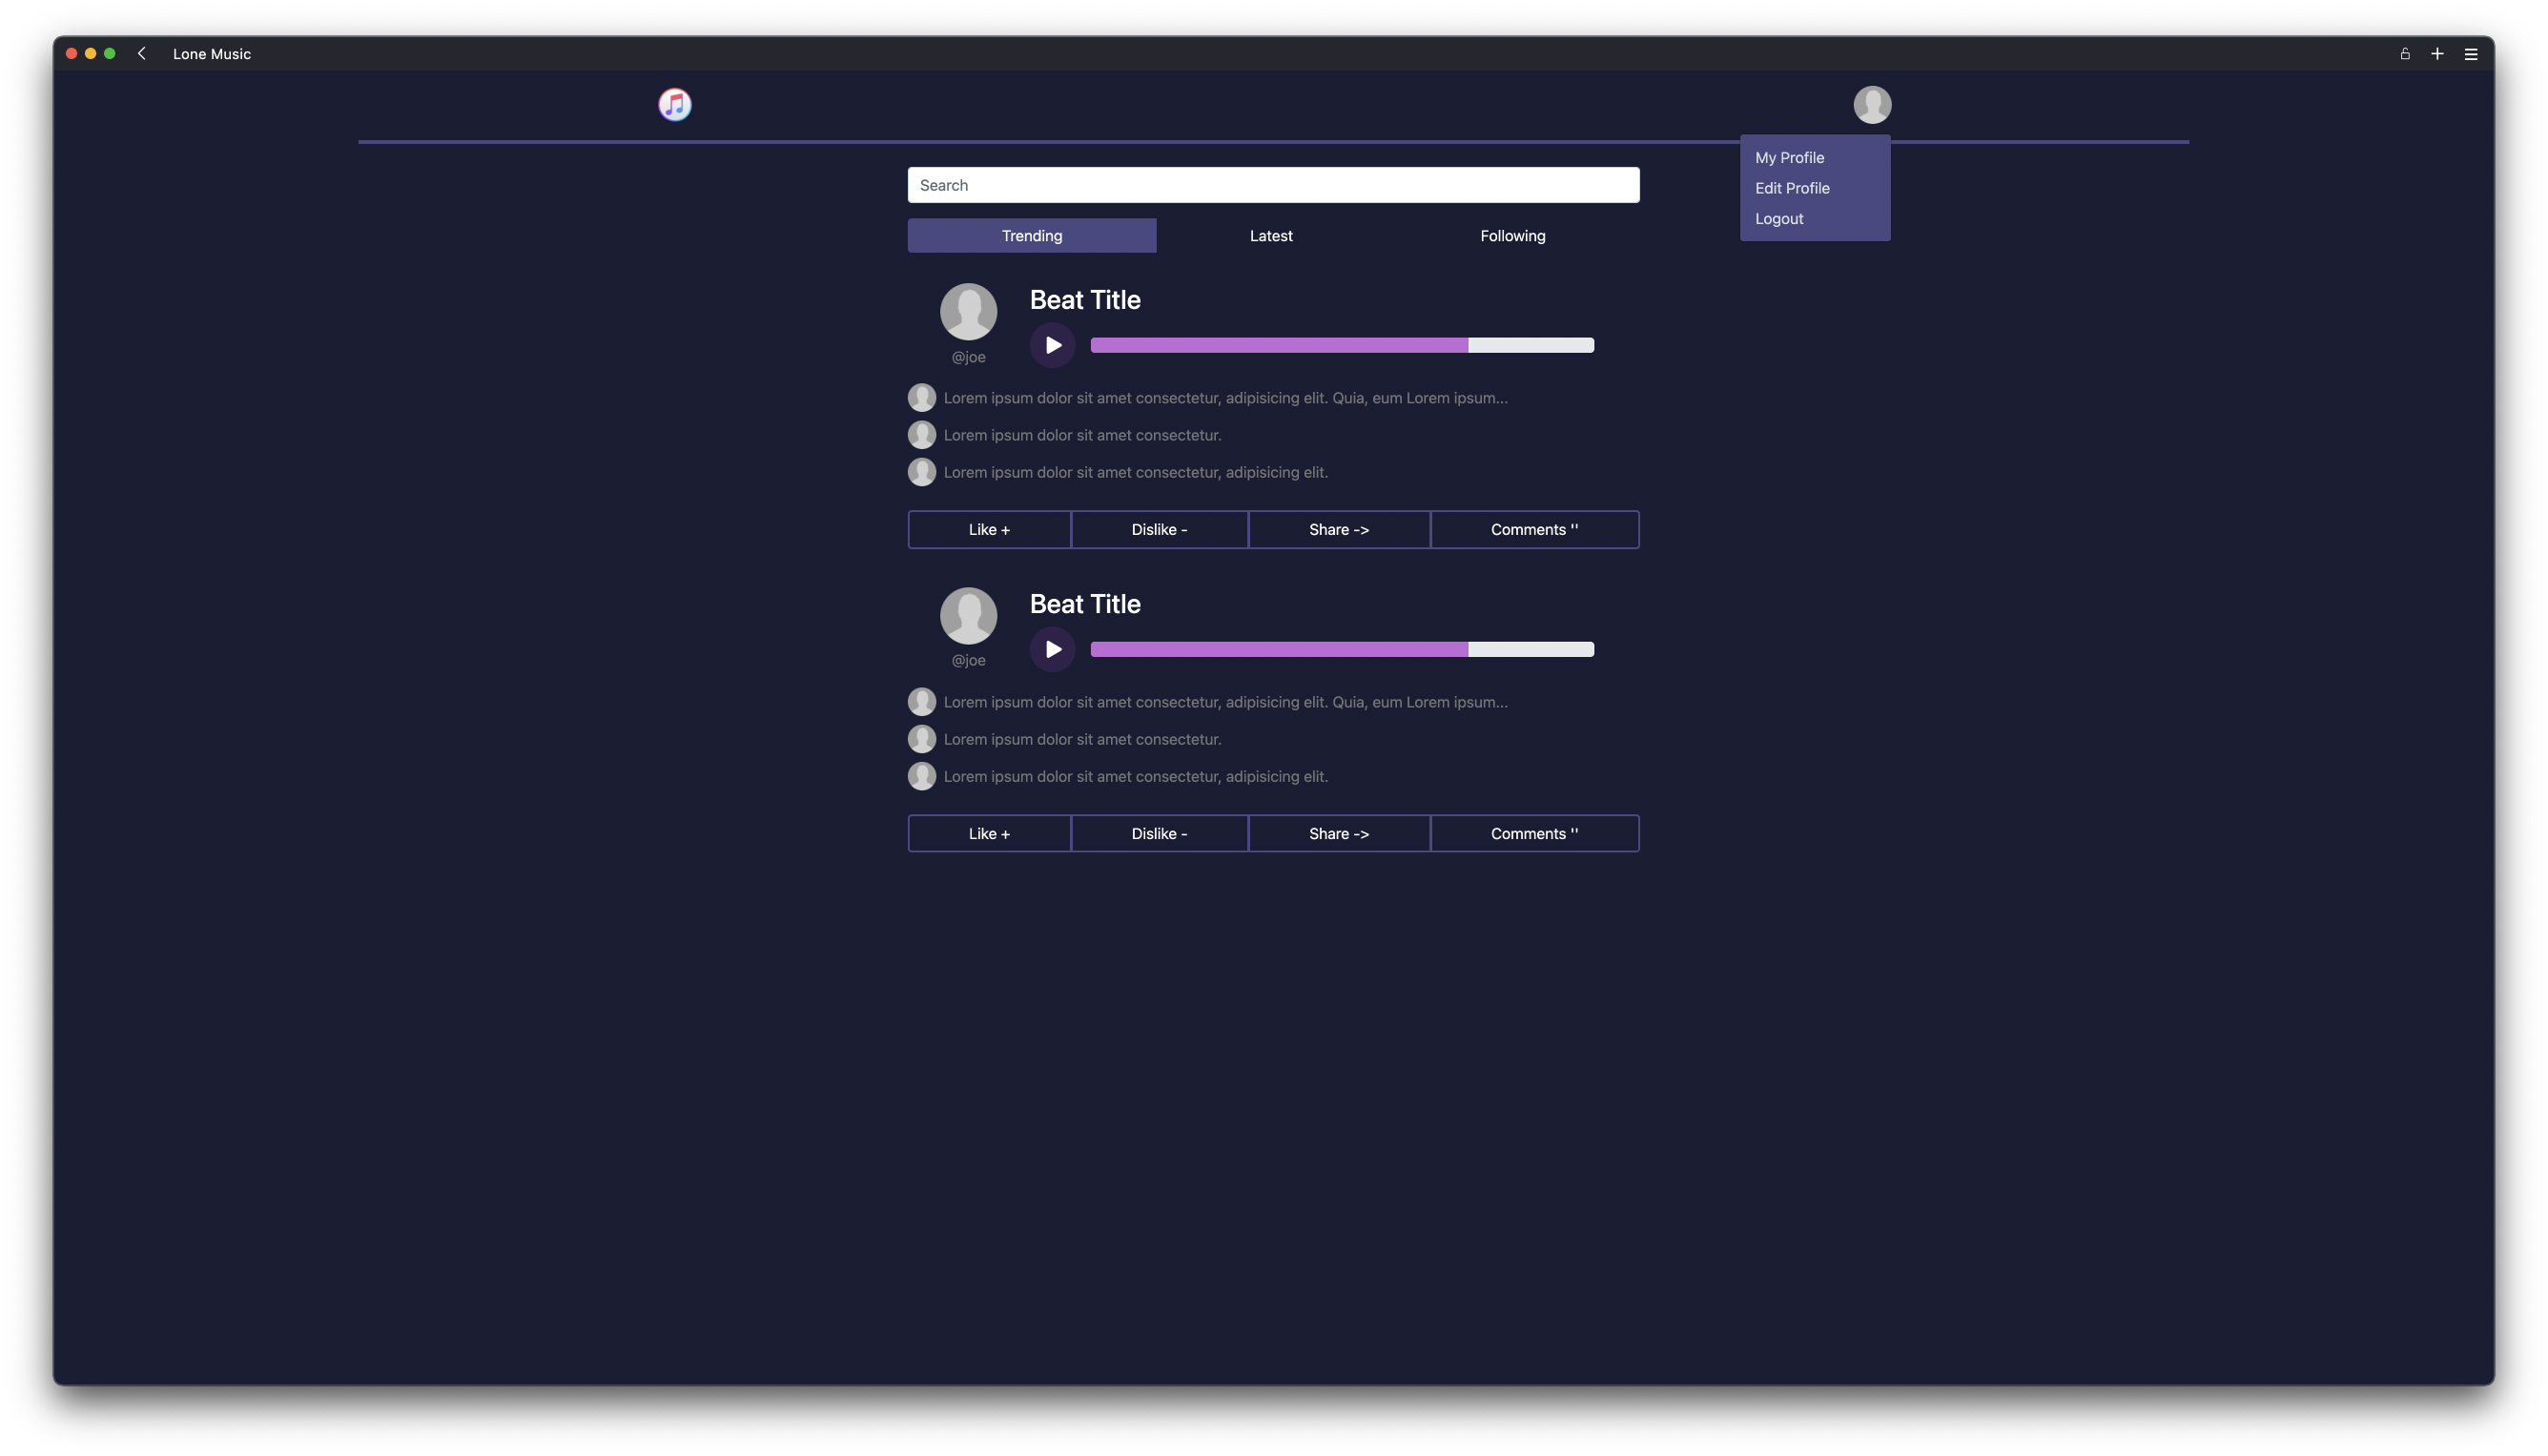 Lone Music
My Profile
Edit Profile
Logout
Search
Trending Latest Following
Beat Title
@joe
Lorem ipsum dolor sit amet consectetur, adipisicing elit. Quia, eum Lorem ipsum...
Lorem ipsum dolor sit amet consectetur.
Lorem ipsum dolor sit amet consectetur, adipisicing elit.
Like + Dislike - Share -> Comments ''
Beat Title
@joe
Lorem ipsum dolor sit amet consectetur, adipisicing elit. Quia, eum Lorem ipsum...
Lorem ipsum dolor sit amet consectetur.
Lorem ipsum dolor sit amet consectetur, adipisicing elit.
Like + Dislike - Share -> Comments ''